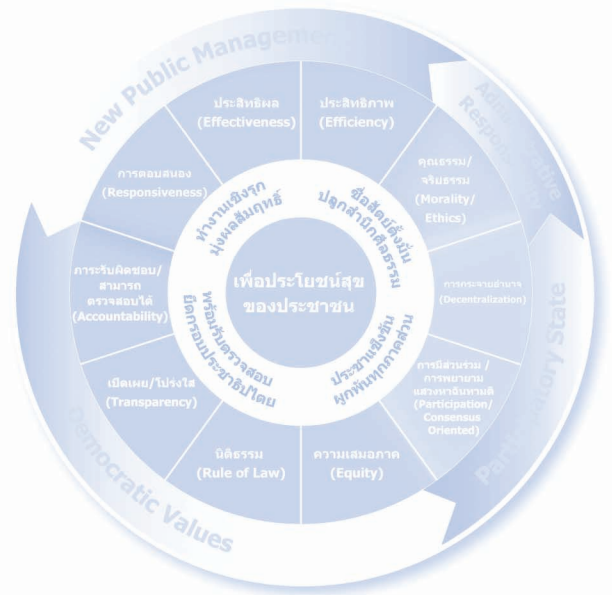 New Public Management
Administrative
Responsibility
Participatory State
Democratic Values
ประสิทธิผล
(Effectiveness)
ประสิทธิภาพ
(Efficiency)
คุณธรรม/
จริยธรรม
(Morality/
Ethics)
การกระจายอำนาจ
(Decentralization)
การมีส่วนร่วม /
การพยายาม
แสวงหาฉันทามติ
(Participation/
Consensus
Oriented)
ความเสมอภาค
(Equity)
นิติธรรม
(Rule of Law)
เปิดเผย/โปร่งใส
(Transparency)
ภาระรับผิดชอบ/
สามารถ
ตรวจสอบได้
(Accountability)
การตอบสนอง
(Responsiveness)
ทำงานเชิงรุก
มุ่งผลสัมฤทธิ์
ซื่อสัตย์ตั้งมั่น
ปลูกสำนึกศีลธรรม
ประชาเชิงชัน
ผูกพันทุกภาคส่วน
พร้อมรับตรวจสอบ
ยึดกรอบประชาธิปไตย
เพื่อประโยชน์สุข
ของประชาชน